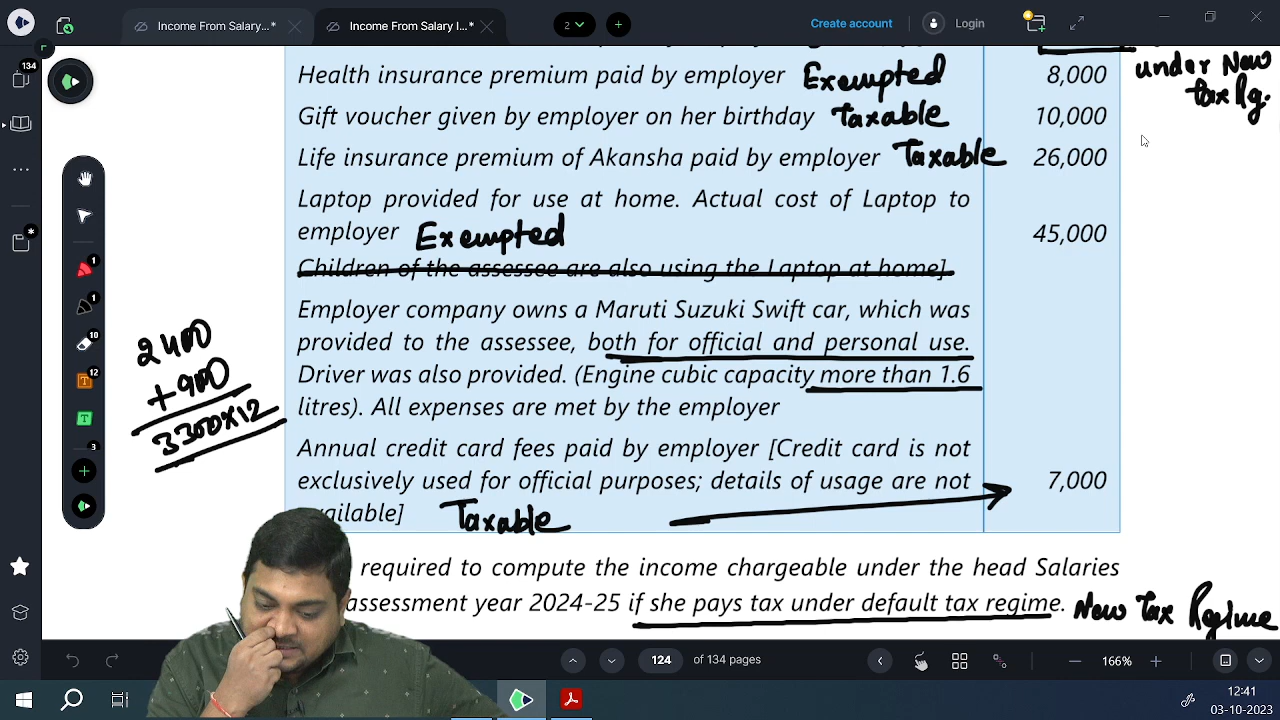 Income From Salary...*
Income From Salary I...*
2
Create account
Login
134
under New
tax Rg.
Health insurance premium paid by employer Exempted 8,000
Gift voucher given by employer on her birthday Taxable 10,000
Life insurance premium of Akansha paid by employer Taxable 26,000
Laptop provided for use at home. Actual cost of Laptop to
employer Exempted 45,000
Children of the assessee are also using the Laptop at home]
Employer company owns a Maruti Suzuki Swift car, which was
provided to the assessee, both for official and personal use.
Driver was also provided. (Engine cubic capacity more than 1.6
litres). All expenses are met by the employer
2400
+900
3300x12
Annual credit card fees paid by employer [Credit card is not
exclusively used for official purposes; details of usage are not 7,000
available] Taxable
required to compute the income chargeable under the head Salaries
assessment year 2024-25 if she pays tax under default tax regime. New Tax Regime
1
1
10
12
3
124 of 134 pages
166%
12:41
03-10-2023